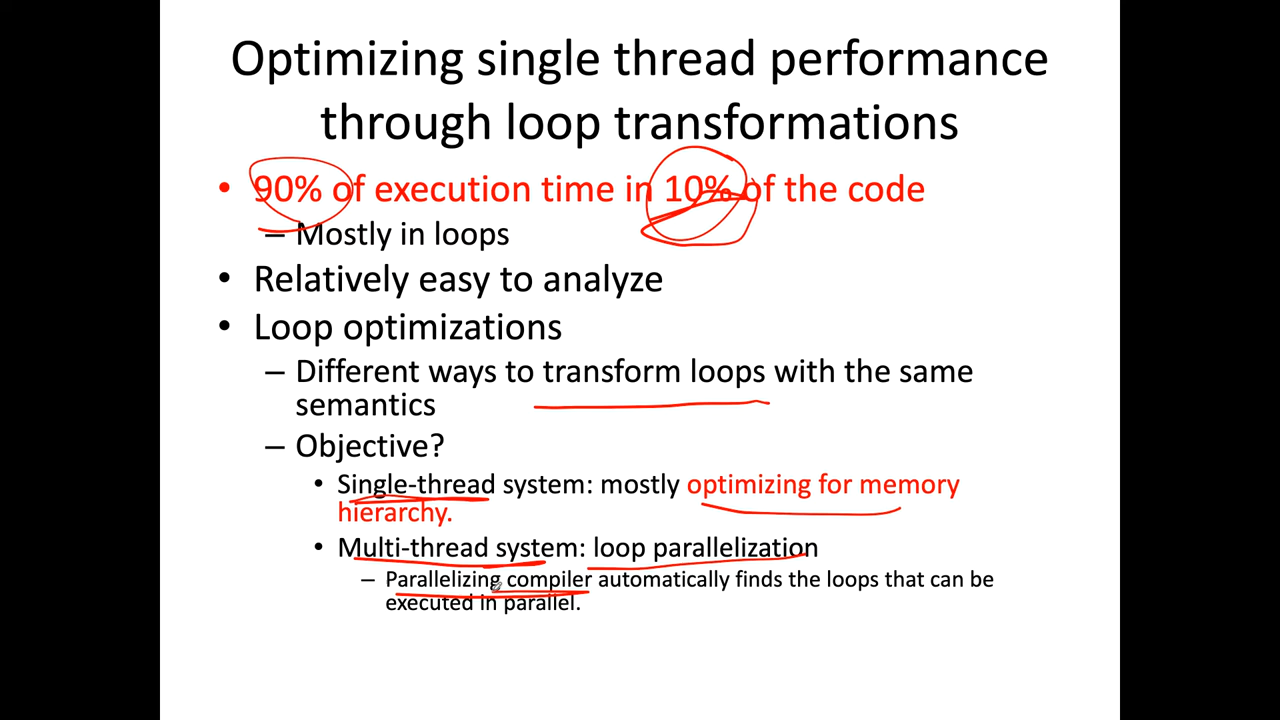 Optimizing single thread performance
through loop transformations
• 90% of execution time in 10% of the code
– Mostly in loops
• Relatively easy to analyze
• Loop optimizations
– Different ways to transform loops with the same
semantics
– Objective?
• Single-thread system: mostly optimizing for memory
hierarchy.
• Multi-thread system: loop parallelization
– Parallelizing compiler automatically finds the loops that can be
executed in parallel.